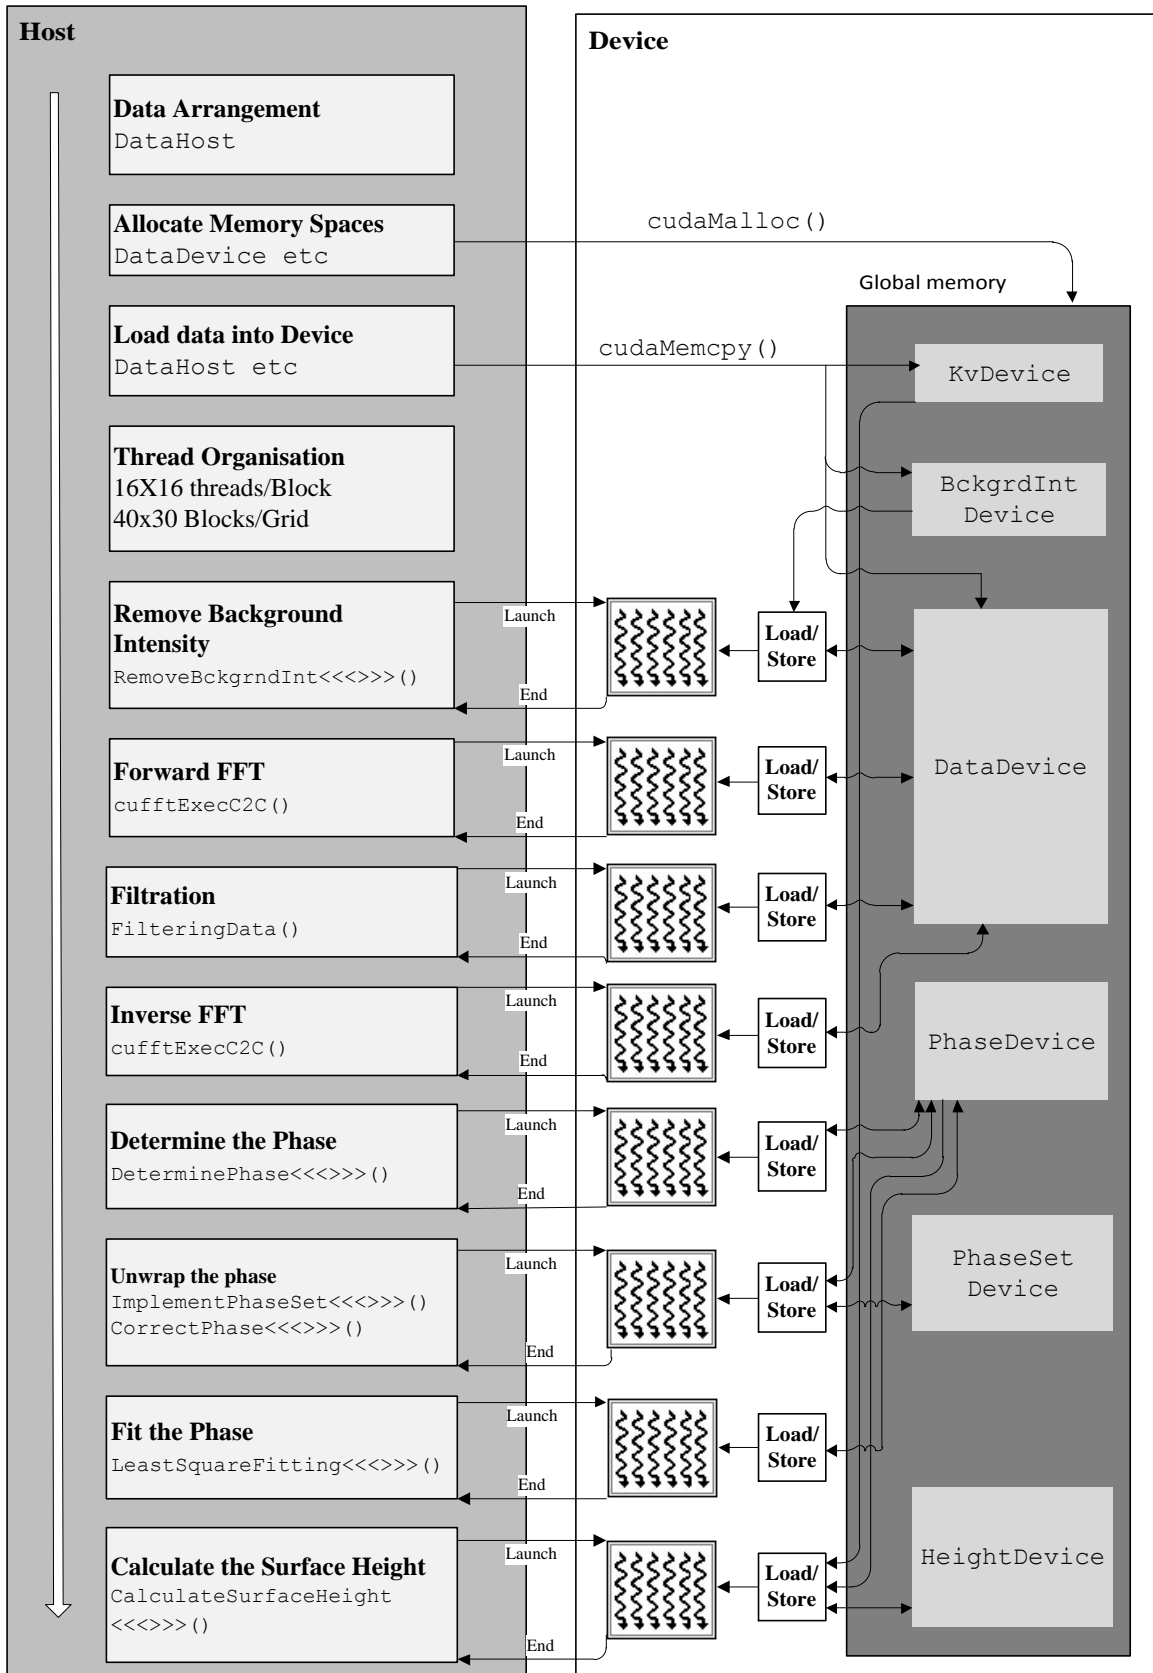 Host
Device
Data Arrangement
DataHost
Allocate Memory Spaces
DataDevice etc
cudaMalloc()
Global memory
Load data into Device
DataHost etc
cudaMemcpy()
KvDevice
Thread Organisation
16X16 threads/Block
40x30 Blocks/Grid
BckgrdInt
Device
Remove Background
Intensity
RemoveBckgrndInt<<<>>>()
Launch
End
Load/
Store
DataDevice
Forward FFT
cufftExecC2C()
Launch
End
Load/
Store
Filtration
FilteringData()
Launch
End
Load/
Store
Inverse FFT
cufftExecC2C()
Launch
End
Load/
Store
PhaseDevice
Determine the Phase
DeterminePhase<<<>>>()
Launch
End
Load/
Store
Unwrap the phase
ImplementPhaseSet<<<>>>()
CorrectPhase<<<>>>()
Launch
End
Load/
Store
PhaseSet
Device
Fit the Phase
LeastSquareFitting<<<>>>()
Launch
End
Load/
Store
Calculate the Surface Height
CalculateSurfaceHeight
<<<>>>()
Launch
End
Load/
Store
HeightDevice